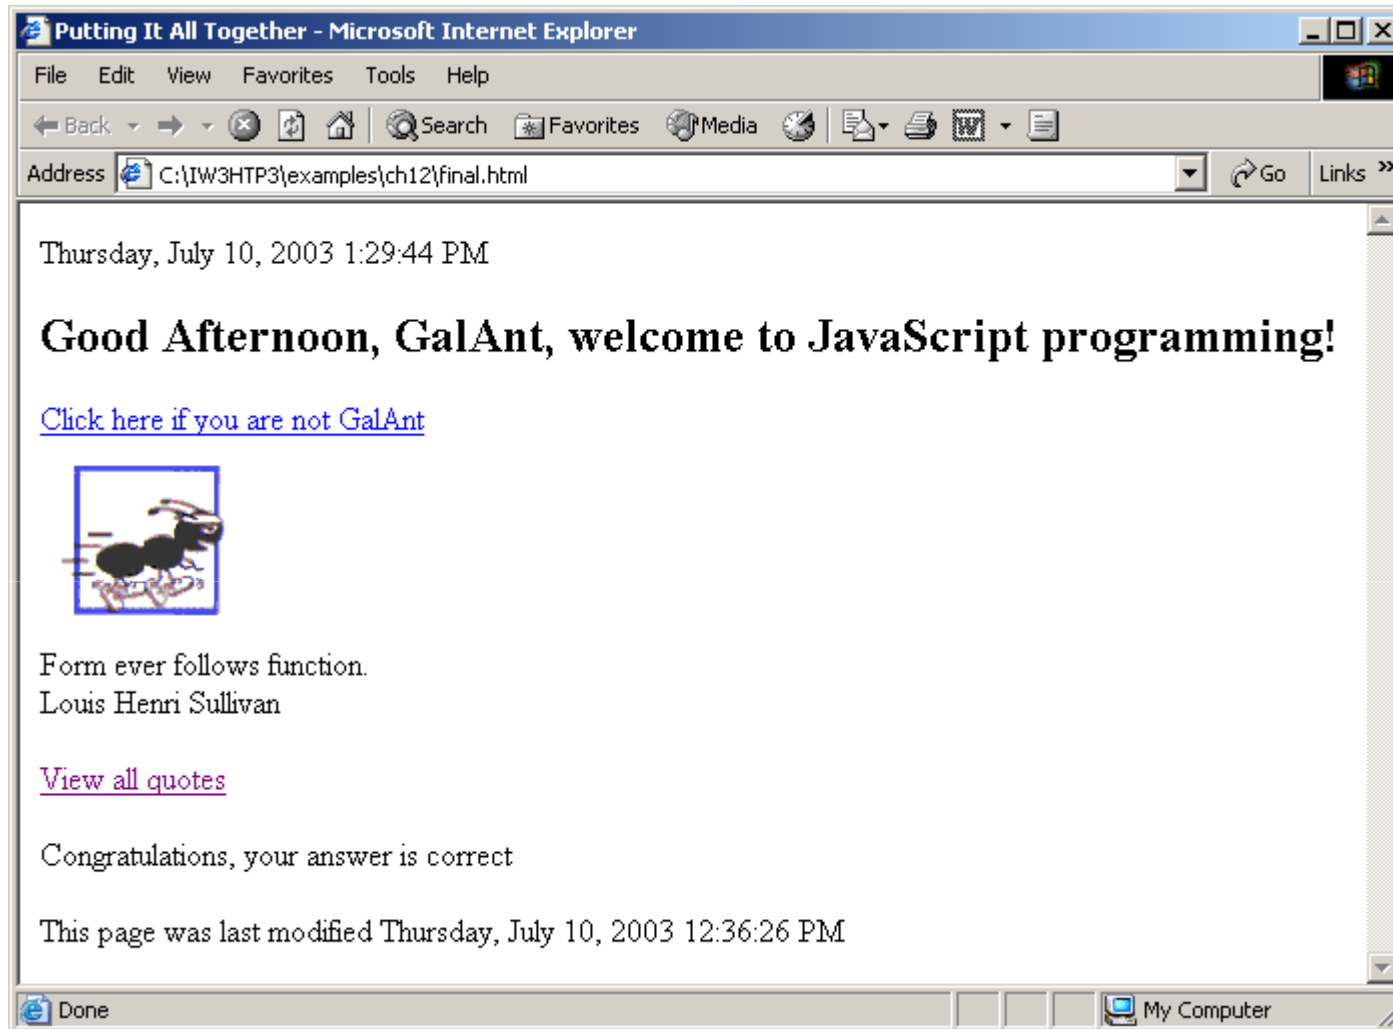 Putting It All Together - Microsoft Internet Explorer
File Edit View Favorites Tools Help
Back Search Favorites Media
Address C:\IW3HTP3\examples\ch12\final.html Go Links »
Thursday, July 10, 2003 1:29:44 PM
Good Afternoon, GalAnt, welcome to JavaScript programming!
Click here if you are not GalAnt
Form ever follows function.
Louis Henri Sullivan
View all quotes
Congratulations, your answer is correct
This page was last modified Thursday, July 10, 2003 12:36:26 PM
Done My Computer